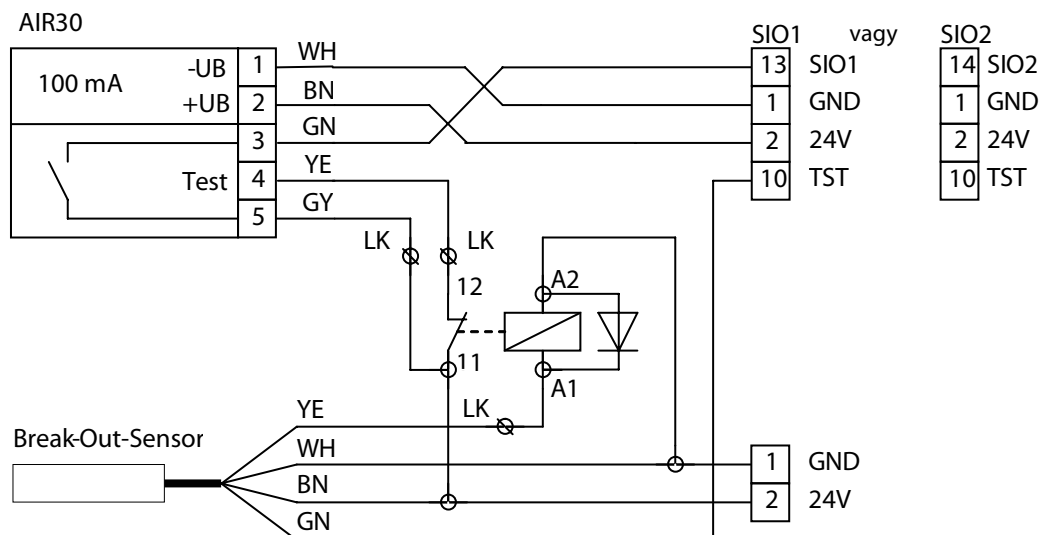 AIR30
SIO1 vagy SIO2
100 mA -UB 1 WH 13 SIO1 14 SIO2
+UB 2 BN 1 GND 1 GND
3 GN 2 24V 2 24V
Test 4 YE 10 TST 10 TST
5 GY
LK LK
12 A2
11 A1
YE LK
Break-Out-Sensor
WH 1 GND
BN 2 24V
GN